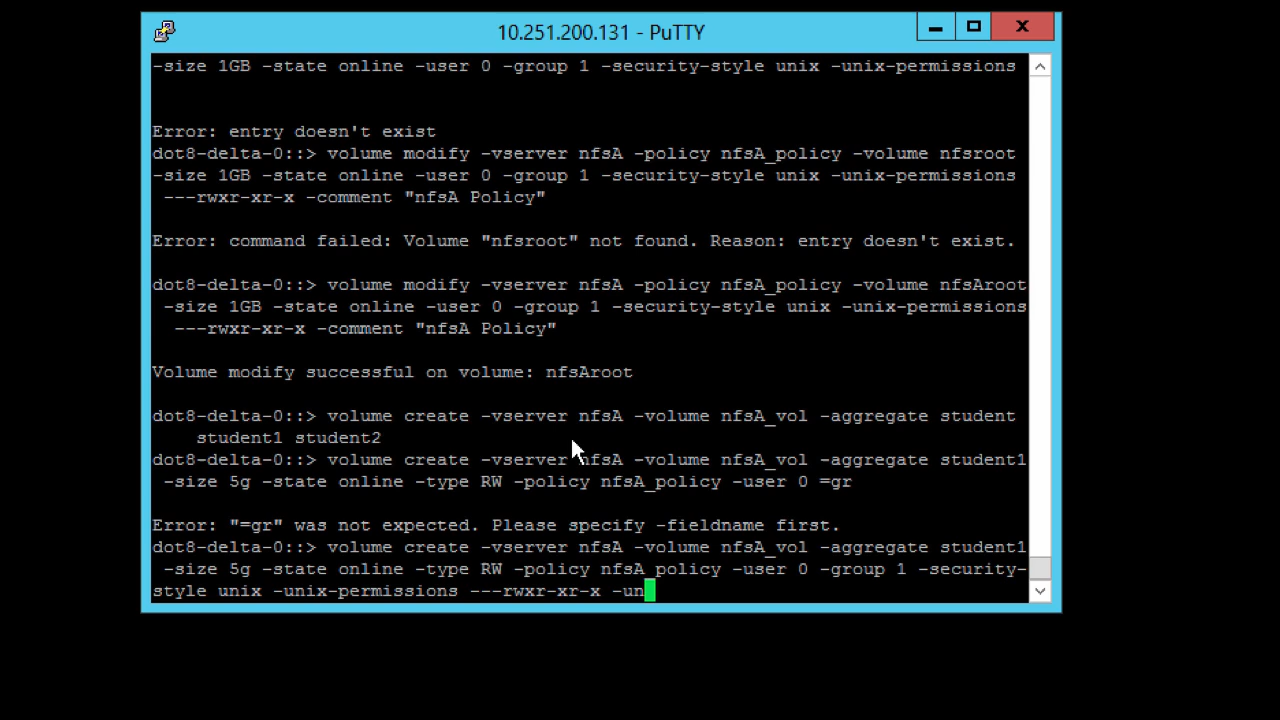 10.251.200.131 - PuTTY
-size 1GB -state online -user 0 -group 1 -security-style unix -unix-permissions
Error: entry doesn't exist
dot8-delta-0::> volume modify -vserver nfsA -policy nfsA_policy -volume nfsroot
-size 1GB -state online -user 0 -group 1 -security-style unix -unix-permissions
---rwxr-xr-x -comment "nfsA Policy"
Error: command failed: Volume "nfsroot" not found. Reason: entry doesn't exist.
dot8-delta-0::> volume modify -vserver nfsA -policy nfsA_policy -volume nfsAroot
-size 1GB -state online -user 0 -group 1 -security-style unix -unix-permissions
---rwxr-xr-x -comment "nfsA Policy"
Volume modify successful on volume: nfsAroot
dot8-delta-0::> volume create -vserver nfsA -volume nfsA_vol -aggregate student
student1 student2
dot8-delta-0::> volume create -vserver nfsA -volume nfsA_vol -aggregate student1
-size 5g -state online -type RW -policy nfsA_policy -user 0 =gr
Error: "=gr" was not expected. Please specify -fieldname first.
dot8-delta-0::> volume create -vserver nfsA -volume nfsA_vol -aggregate student1
-size 5g -state online -type RW -policy nfsA_policy -user 0 -group 1 -security-
style unix -unix-permissions ---rwxr-xr-x -un